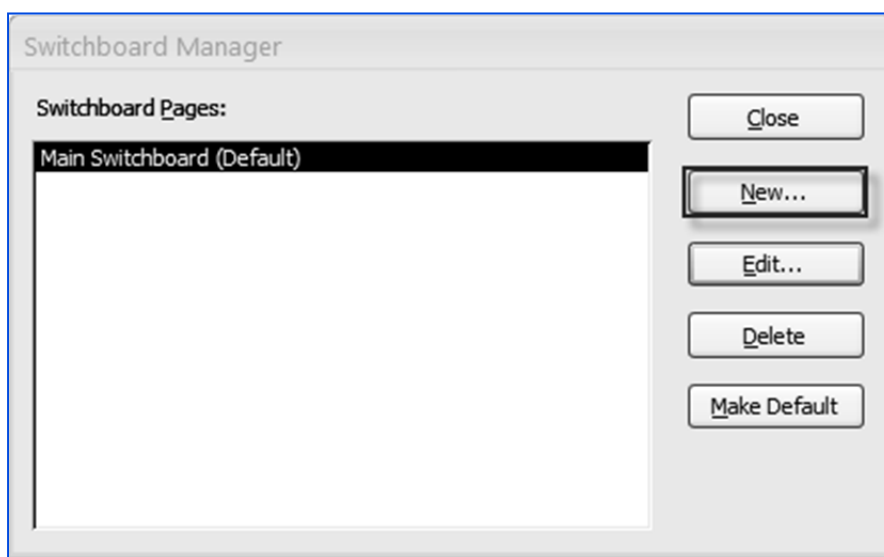 Switchboard Manager
Switchboard Pages:
Main Switchboard (Default)
Close
New...
Edit...
Delete
Make Default